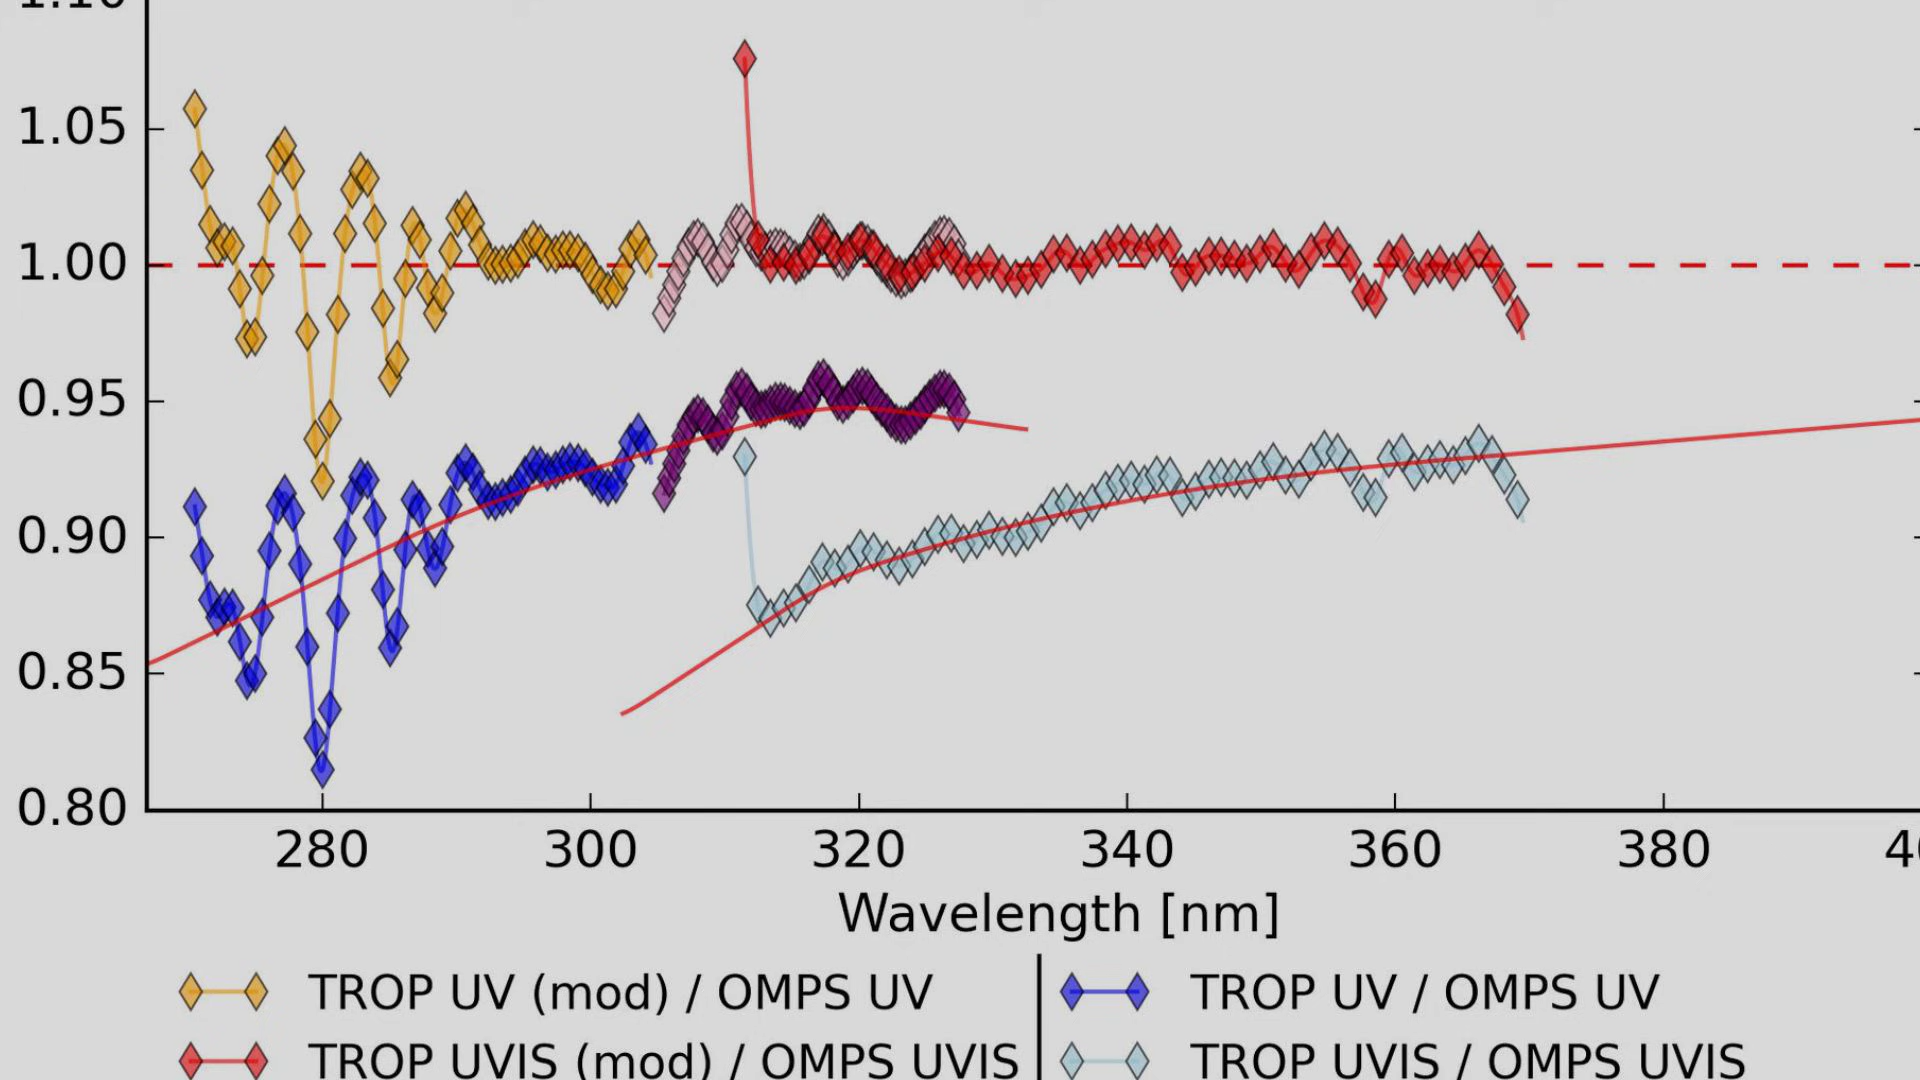 1.10
1.05
1.00
0.95
0.90
0.85
0.80
280 300 320 340 360 380
Wavelength [nm]
TROP UV (mod) / OMPS UV TROP UV / OMPS UV
TROP UVIS (mod) / OMPS UVIS TROP UVIS / OMPS UVIS